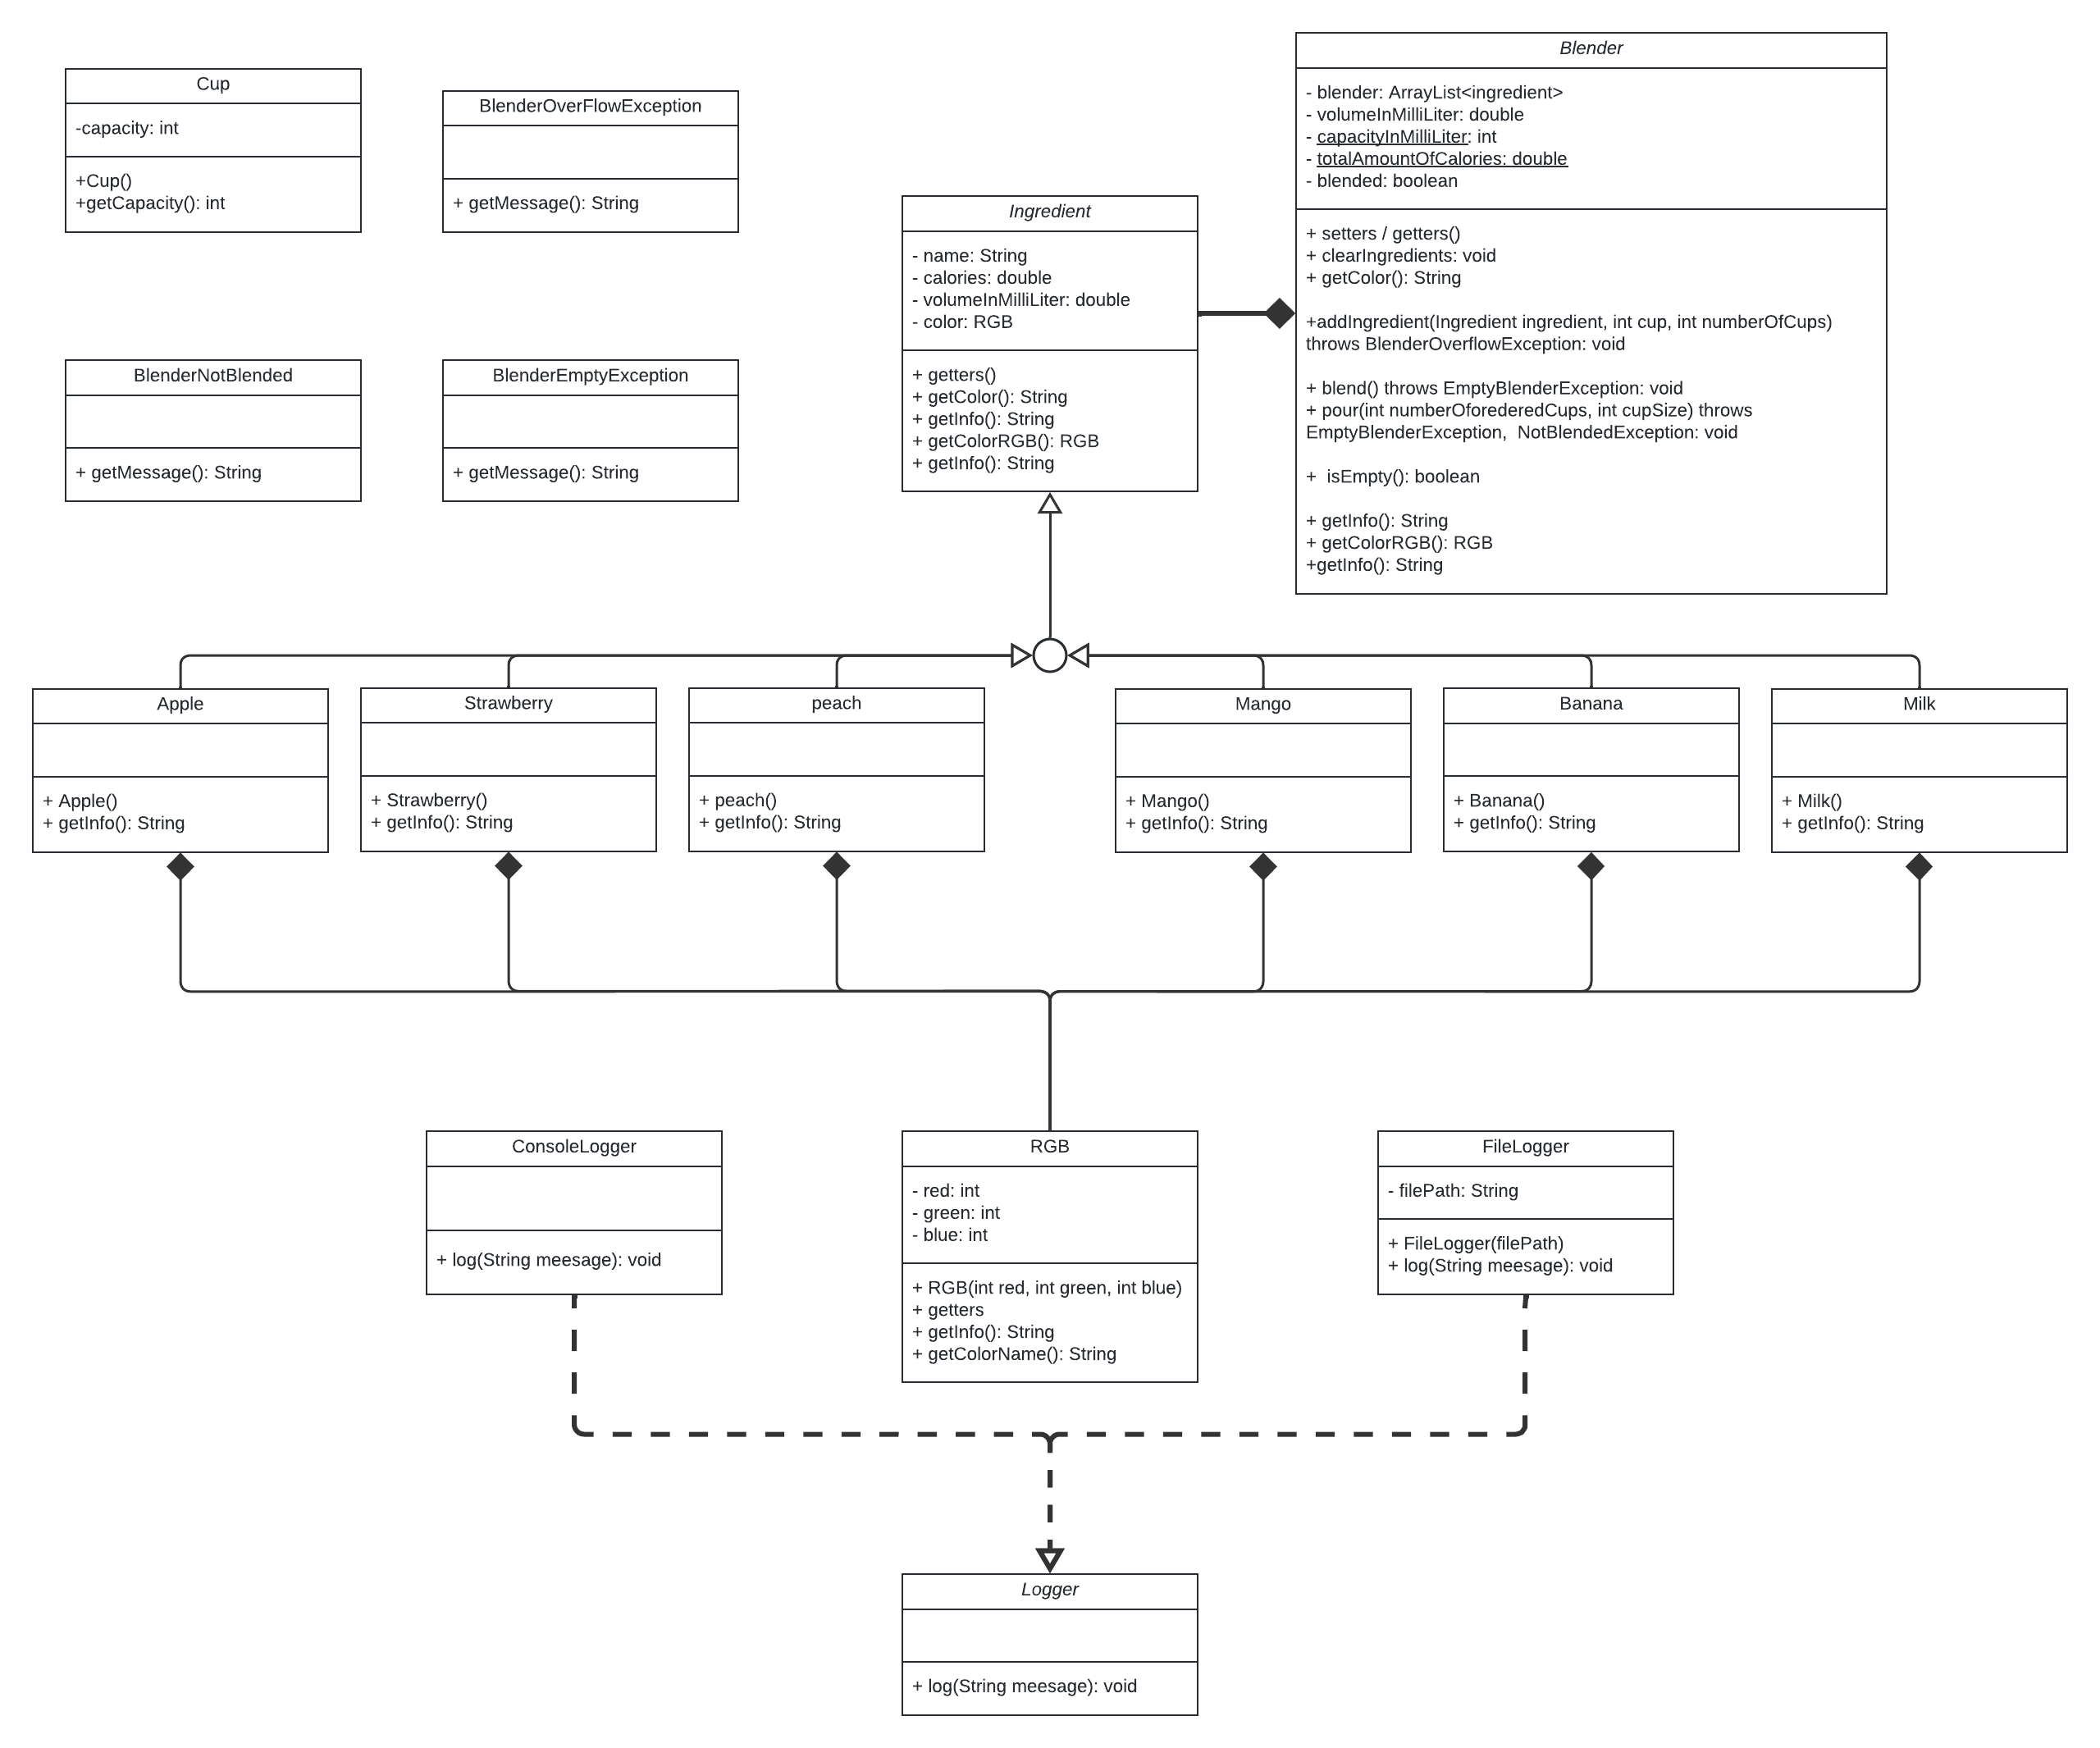 Cup
-capacity: int
+Cup()
+getCapacity(): int
BlenderOverFlowException
+ getMessage(): String
BlenderNotBlended
+ getMessage(): String
BlenderEmptyException
+ getMessage(): String
Ingredient
- name: String
- calories: double
- volumeInMilliLiter: double
- color: RGB
+ getters()
+ getColor(): String
+ getInfo(): String
+ getColorRGB(): RGB
+ getInfo(): String
Blender
- blender: ArrayList<ingredient>
- volumeInMilliLiter: double
- capacityInMilliLiter: int
- totalAmountOfCalories: double
- blended: boolean
+ setters / getters()
+ clearIngredients: void
+ getColor(): String
+addIngredient(Ingredient ingredient, int cup, int numberOfCups)
throws BlenderOverflowException: void
+ blend() throws EmptyBlenderException: void
+ pour(int numberOforederedCups, int cupSize) throws
EmptyBlenderException,  NotBlendedException: void
+  isEmpty(): boolean
+ getInfo(): String
+ getColorRGB(): RGB
+getInfo(): String
Apple
+ Apple()
+ getInfo(): String
Strawberry
+ Strawberry()
+ getInfo(): String
peach
+ peach()
+ getInfo(): String
Mango
+ Mango()
+ getInfo(): String
Banana
+ Banana()
+ getInfo(): String
Milk
+ Milk()
+ getInfo(): String
ConsoleLogger
+ log(String meesage): void
RGB
- red: int
- green: int
- blue: int
+ RGB(int red, int green, int blue)
+ getters
+ getInfo(): String
+ getColorName(): String
FileLogger
- filePath: String
+ FileLogger(filePath)
+ log(String meesage): void
Logger
+ log(String meesage): void